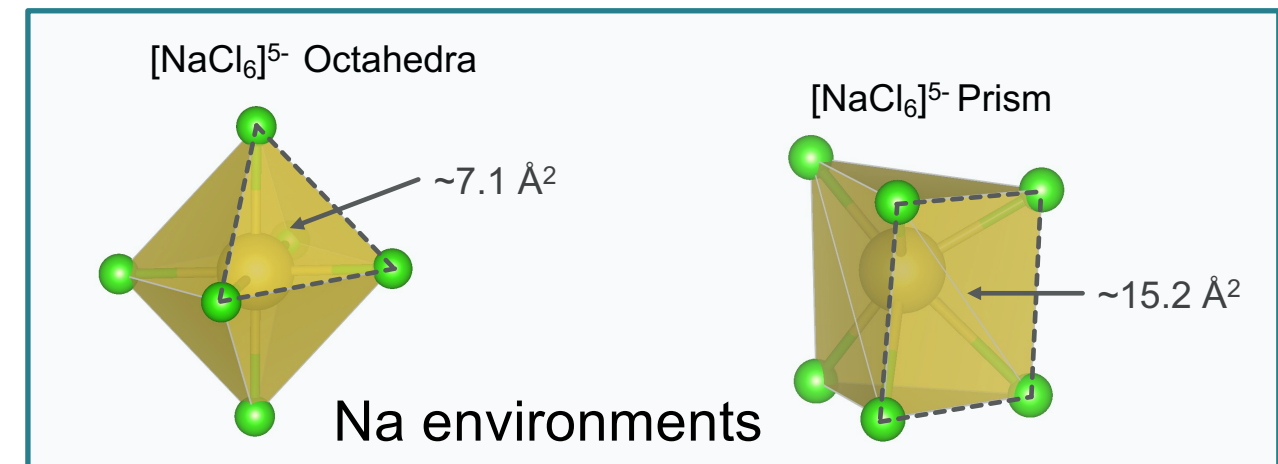 [NaCl₆]⁵⁻ Octahedra
[NaCl₆]⁵⁻ Prism
~7.1 Å²
~15.2 Å²
Na environments